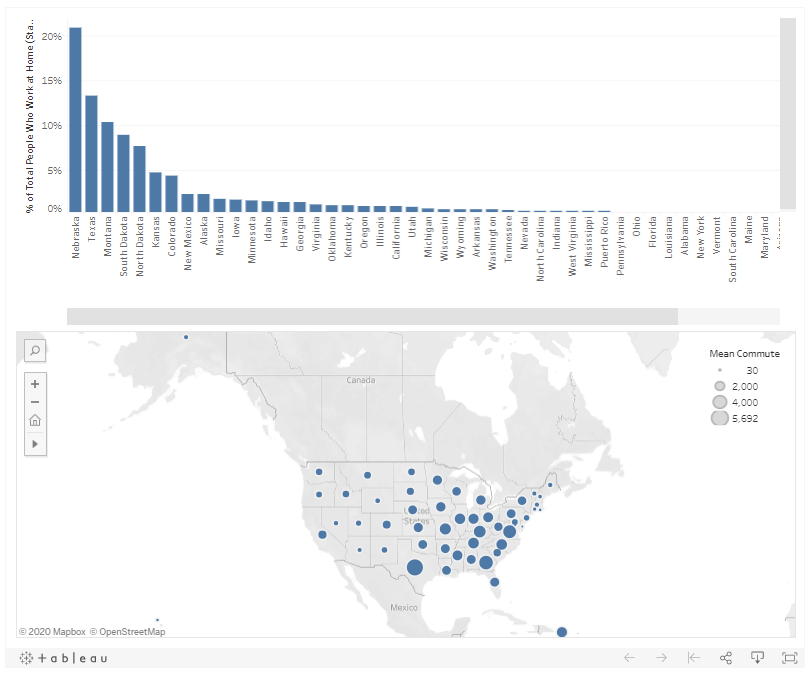 % of Total People Who Work at Home (Sta..
20%
15%
10%
5%
0%
Nebraska
Texas
Montana
South Dakota
North Dakota
Kansas
Colorado
New Mexico
Alaska
Missouri
Iowa
Minnesota
Idaho
Hawaii
Georgia
Virginia
Oklahoma
Kentucky
Oregon
Illinois
California
Utah
Michigan
Wisconsin
Wyoming
Arkansas
Washington
Tennessee
Nevada
North Carolina
Indiana
West Virginia
Mississippi
Puerto Rico
Pennsylvania
Ohio
Florida
Louisiana
Alabama
New York
Vermont
South Carolina
Maine
Maryland
Mean Commute
30
2,000
4,000
5,692
Canada
United
States
Mexico
© 2020 Mapbox © OpenStreetMap
+ a b l e a u